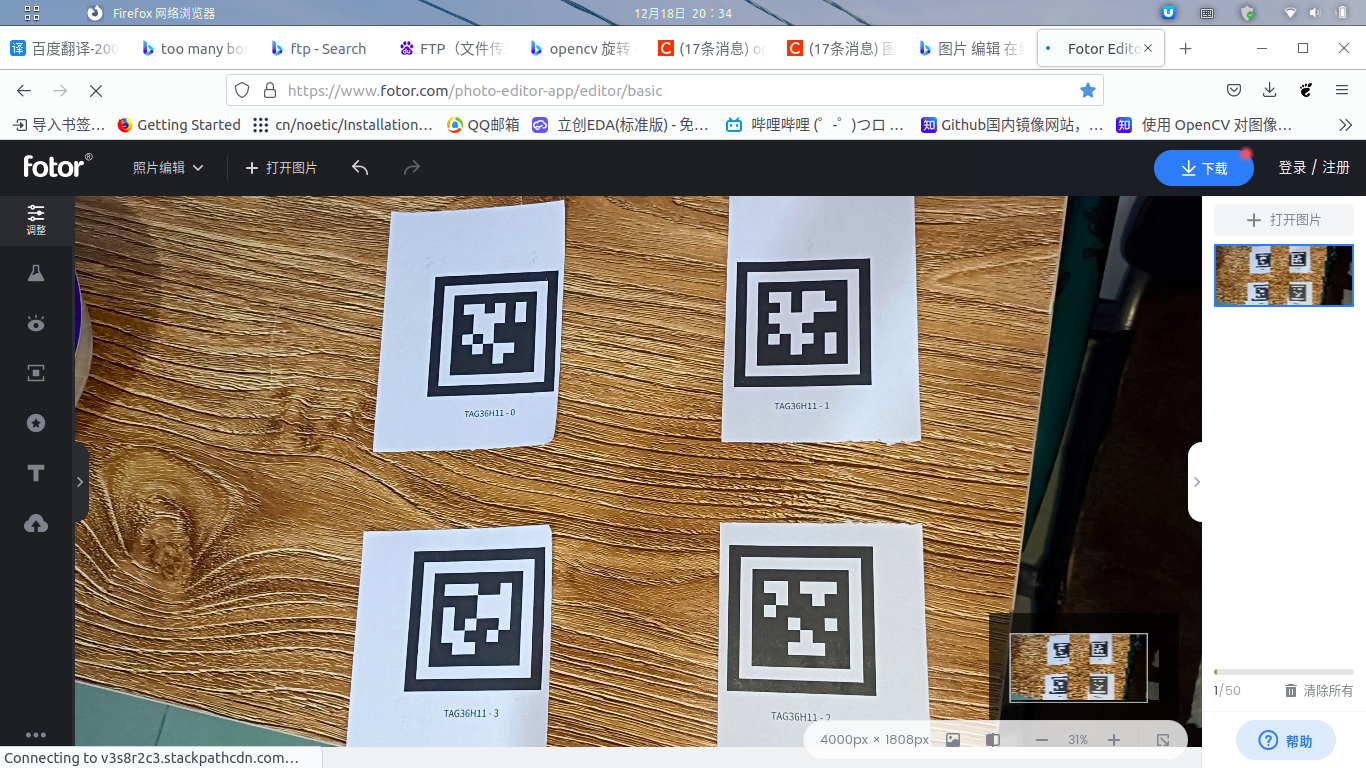 Firefox 网络浏览器
12月18日 20：34
百度翻译-200
too many bo
ftp - Search
FTP（文件传
opencv 旋转
(17条消息) op
(17条消息) 图
图片 编辑 在线
Fotor Edito
https://www.fotor.com/photo-editor-app/editor/basic
导入书签…
Getting Started
cn/noetic/Installation…
QQ邮箱
立创EDA(标准版) - 免…
哔哩哔哩 (゜-゜)つロ …
Github国内镜像网站，…
使用 OpenCV 对图像…
fotor®
照片编辑
打开图片
下载
登录 / 注册
调整
打开图片
TAG36H11 - 0
TAG36H11 - 1
TAG36H11 - 3
TAG36H11 - 2
1/50
清除所有
4000px × 1808px
31%
帮助
Connecting to v3s8r2c3.stackpathcdn.com…